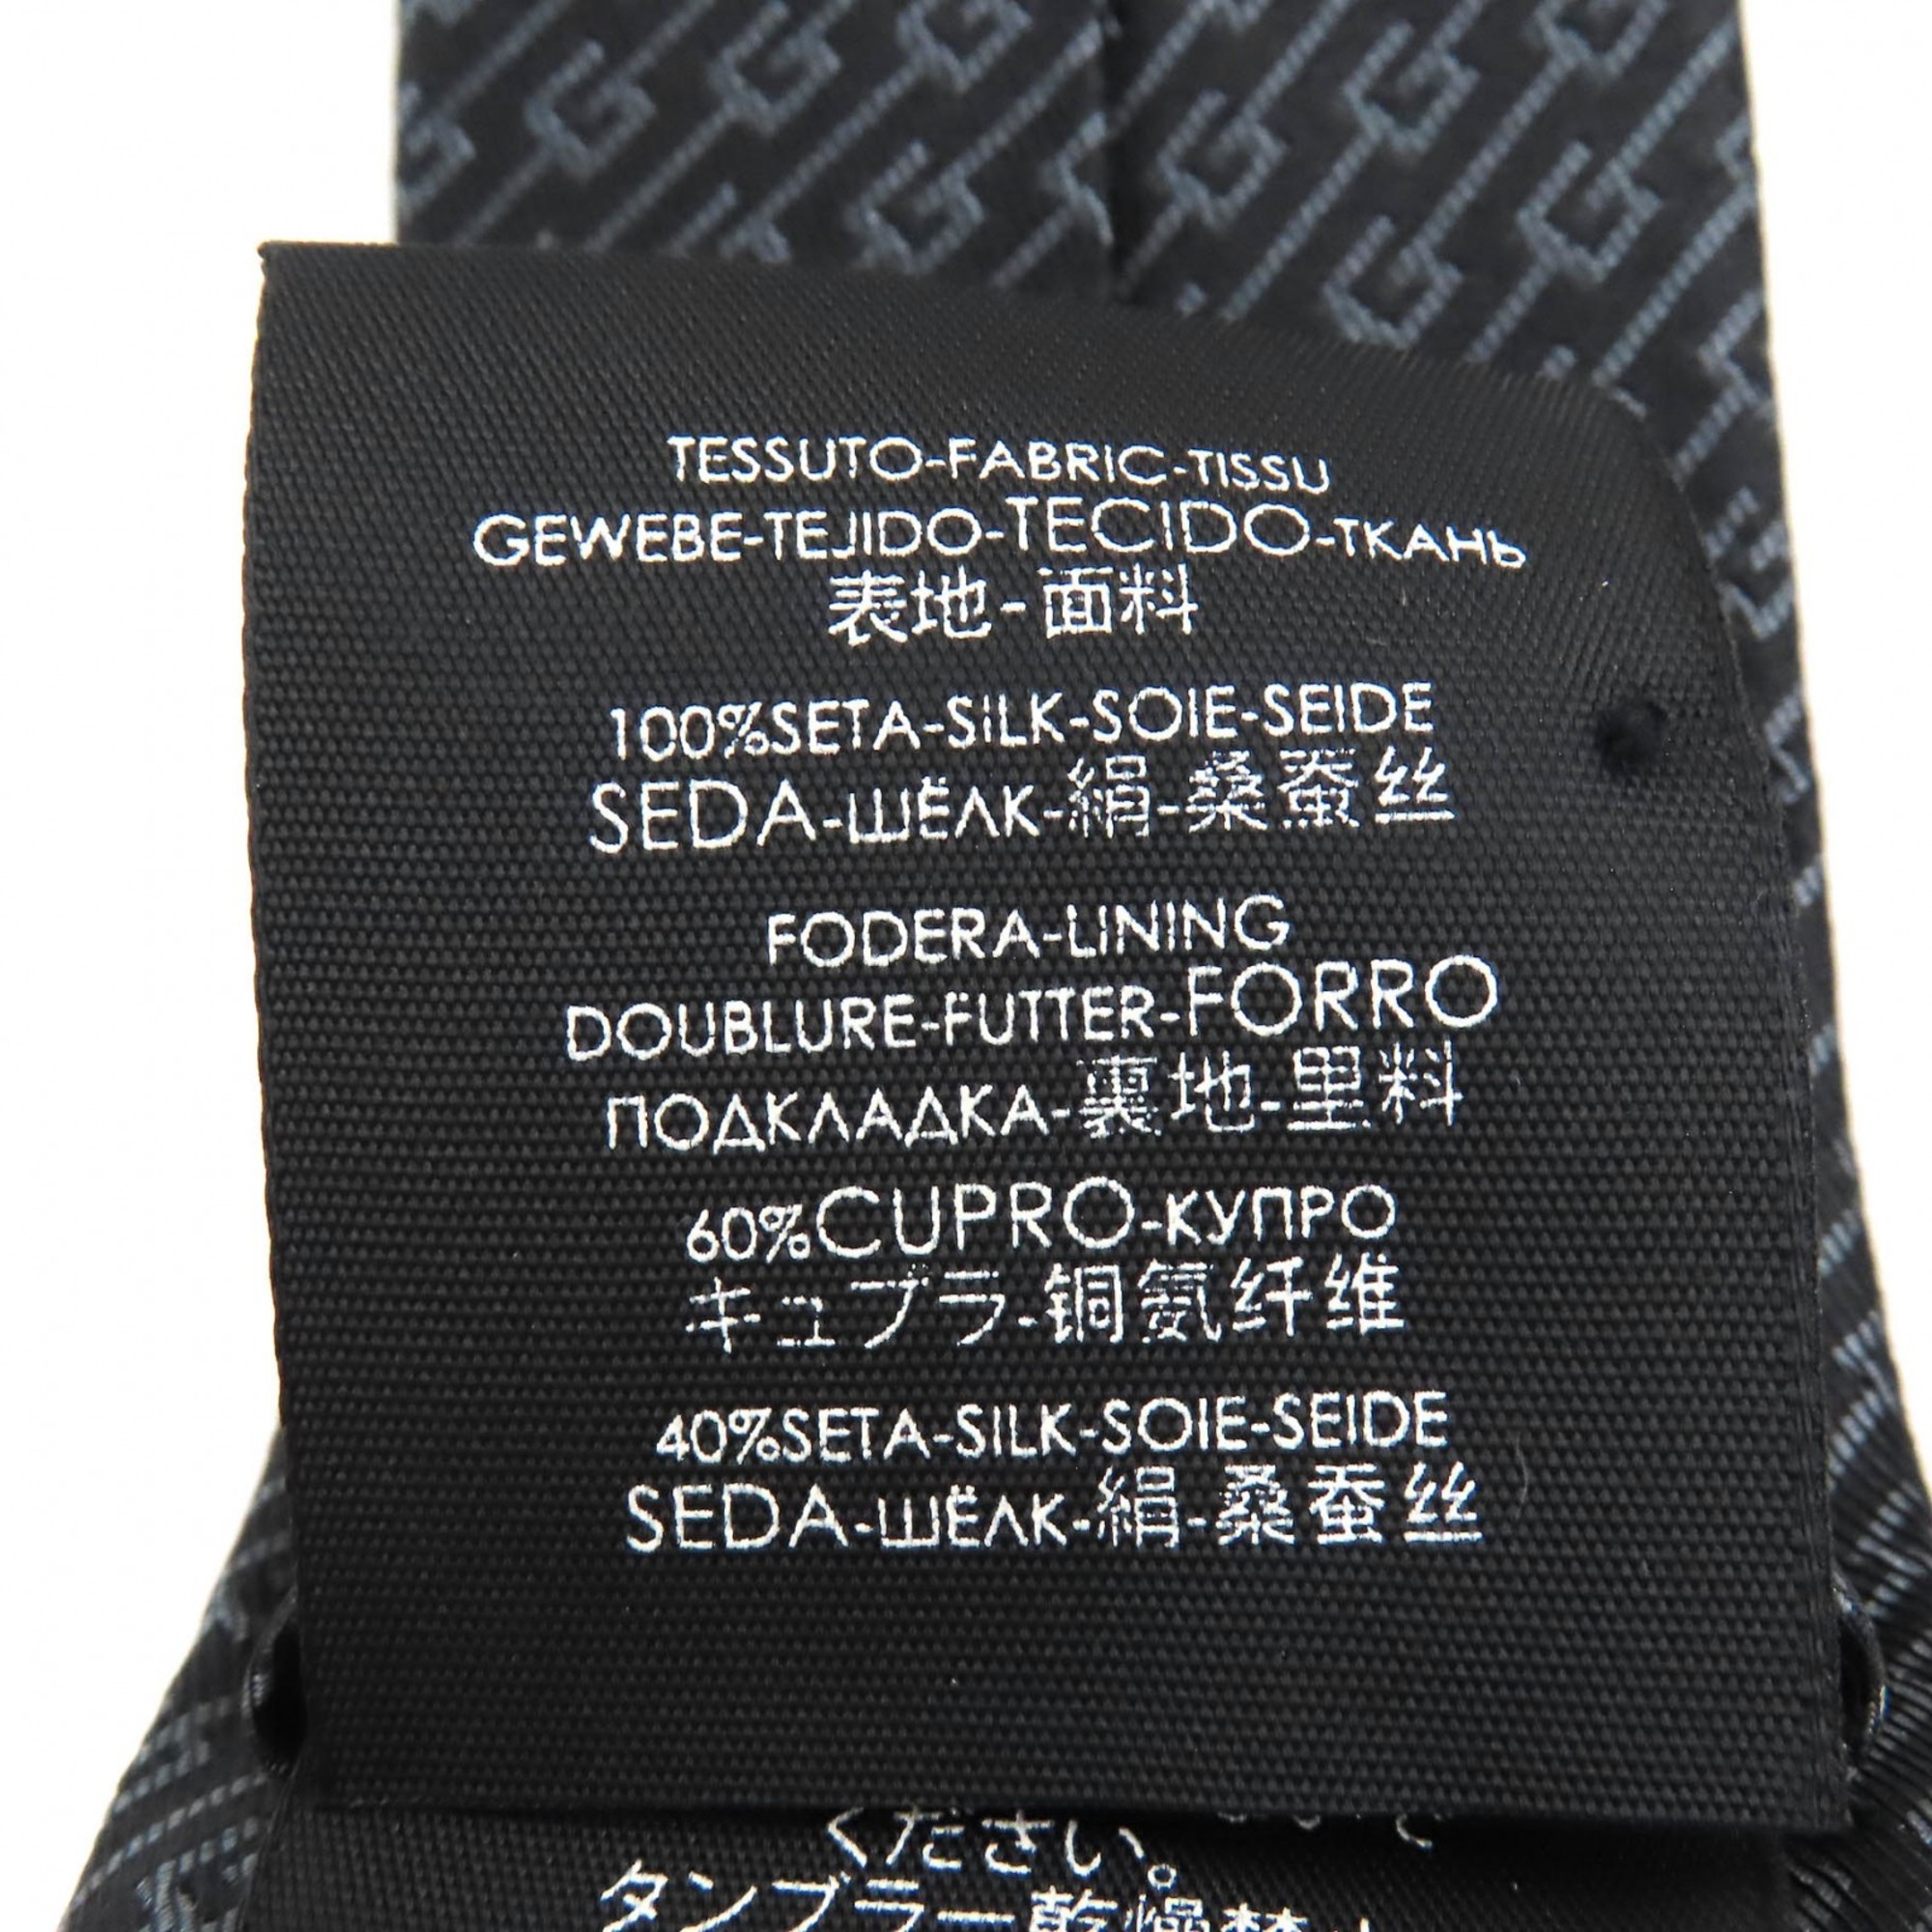 TESSUTO-FABRIC-TISSU
GEWEBE-TEJIDO-TECIDO-ТКАНЬ
表地-面料
100%SETA-SILK-SOIE-SEIDE
SEDA-ШЁЛК-絹-桑蚕丝
FODERA-LINING
DOUBLURE-FUTTER-FORRO
ПОДКЛАДКА-裏地-里料
60%CUPRO-КУПРО
キュプラ-铜氨纤维
40%SETA-SILK-SOIE-SEIDE
SEDA-ШЁЛК-絹-桑蚕丝
ください。
タンブラー乾燥禁止